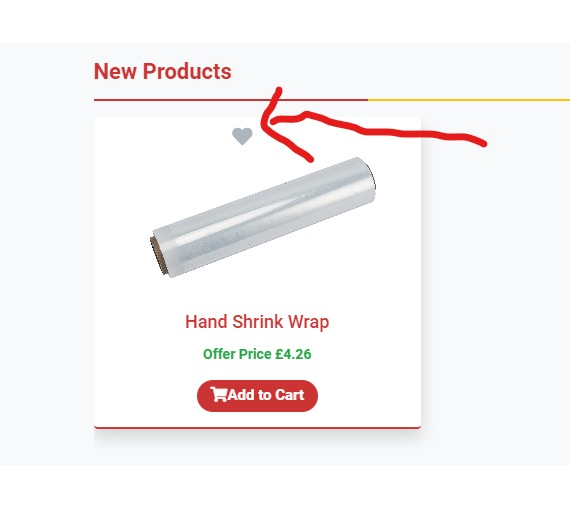 New Products
Hand Shrink Wrap
Offer Price £4.26
Add to Cart